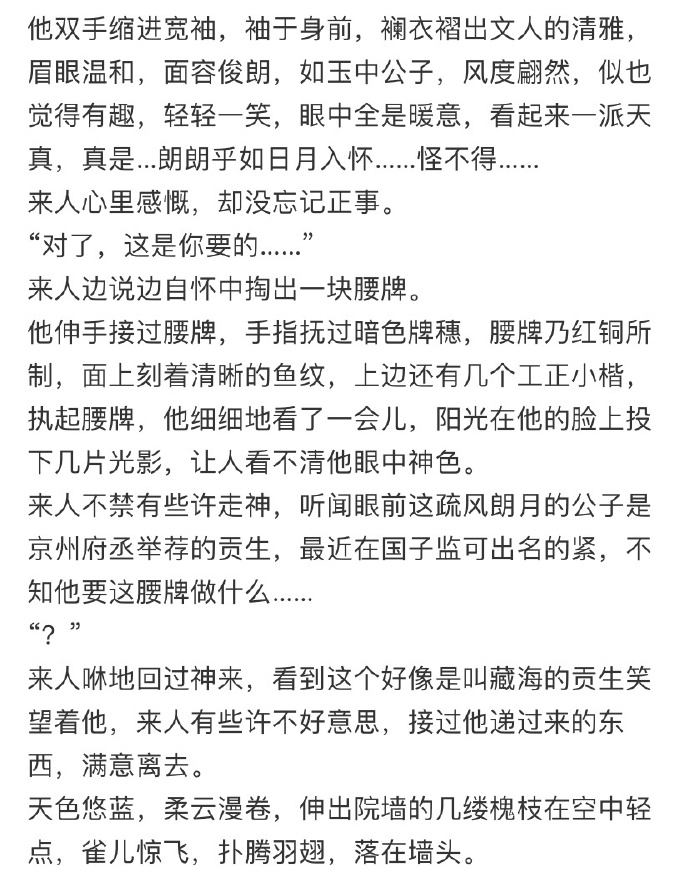 他双手缩进宽袖，袖于身前，襕衣褶出文人的清雅，
眉眼温和，面容俊朗，如玉中公子，风度翩然，似也
觉得有趣，轻轻一笑，眼中全是暖意，看起来一派天
真，真是...朗朗乎如日月入怀......怪不得......
来人心里感慨，却没忘记正事。
“对了，这是你要的......”
来人边说边自怀中掏出一块腰牌。
他伸手接过腰牌，手指抚过暗色牌穗，腰牌乃红铜所
制，面上刻着清晰的鱼纹，上边还有几个工正小楷，
执起腰牌，他细细地看了一会儿，阳光在他的脸上投
下几片光影，让人看不清他眼中神色。
来人不禁有些许走神，听闻眼前这疏风朗月的公子是
京州府丞举荐的贡生，最近在国子监可出名的紧，不
知他要这腰牌做什么......
“？”
来人咻地回过神来，看到这个好像是叫藏海的贡生笑
望着他，来人有些许不好意思，接过他递过来的东
西，满意离去。
天色悠蓝，柔云漫卷，伸出院墙的几缕槐枝在空中轻
点，雀儿惊飞，扑腾羽翅，落在墙头。